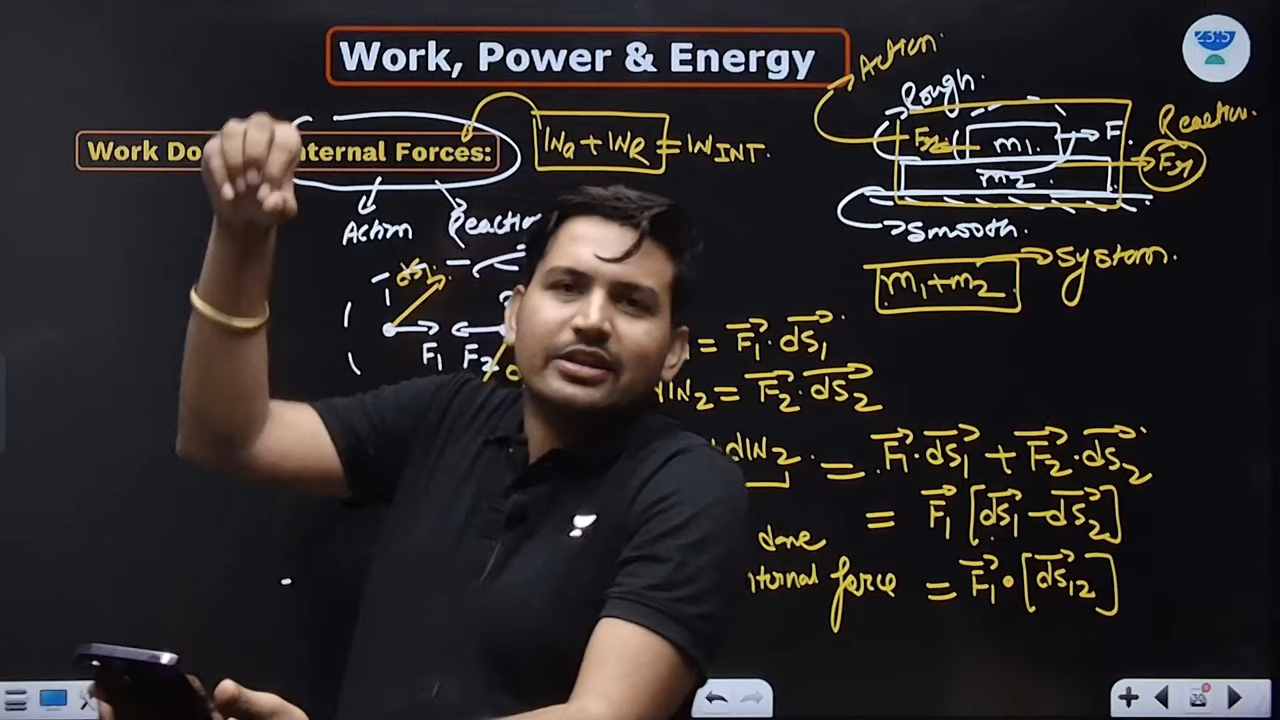 Work, Power & Energy
Work Do nternal Forces:
Wa + WR = WINT.
Action
Reaction
F1 F2
Action.
Rough.
m1. F
m2.
Reaction.
Smooth.
m1+m2 System.
= F1 . dS1
W2 = F2 . dS2
dW2 = F1 . dS1 + F2 . dS2
= F1 [dS1 - dS2]
done
ternal force = F1 . [dS12]